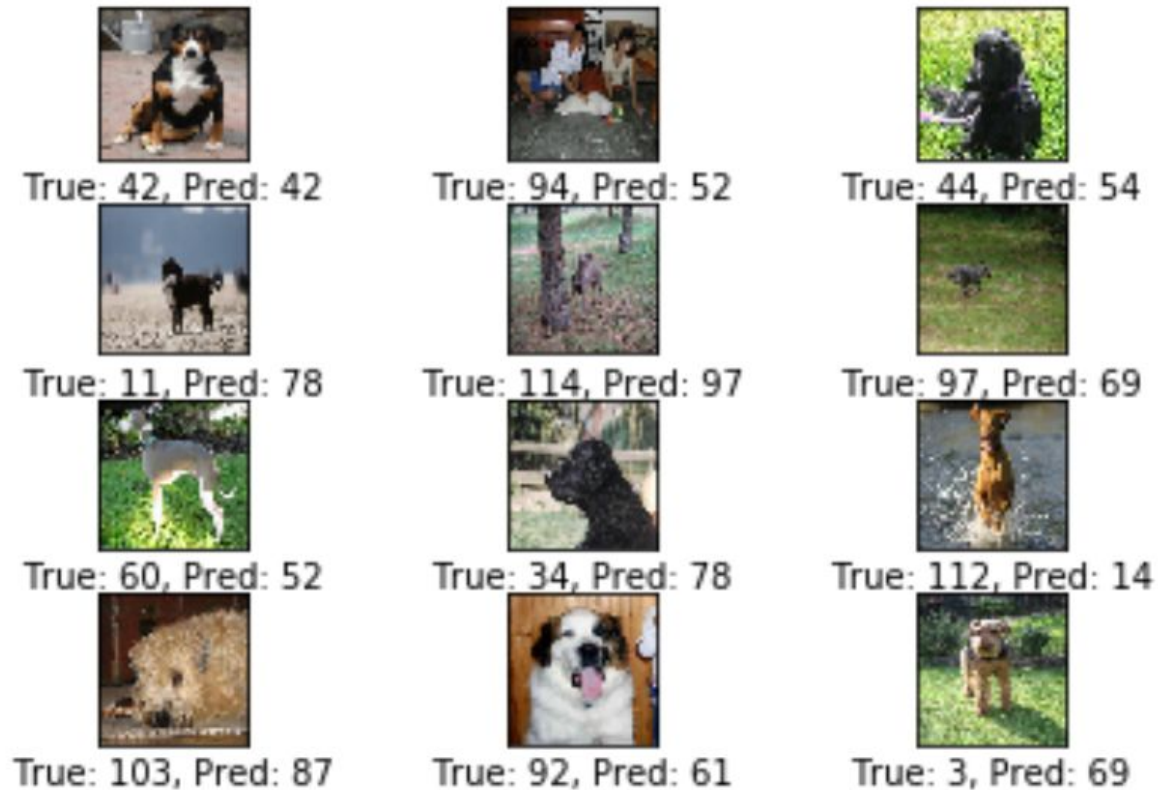 True: 42, Pred: 42
True: 94, Pred: 52
True: 44, Pred: 54
True: 11, Pred: 78
True: 114, Pred: 97
True: 97, Pred: 69
True: 60, Pred: 52
True: 34, Pred: 78
True: 112, Pred: 14
True: 103, Pred: 87
True: 92, Pred: 61
True: 3, Pred: 69